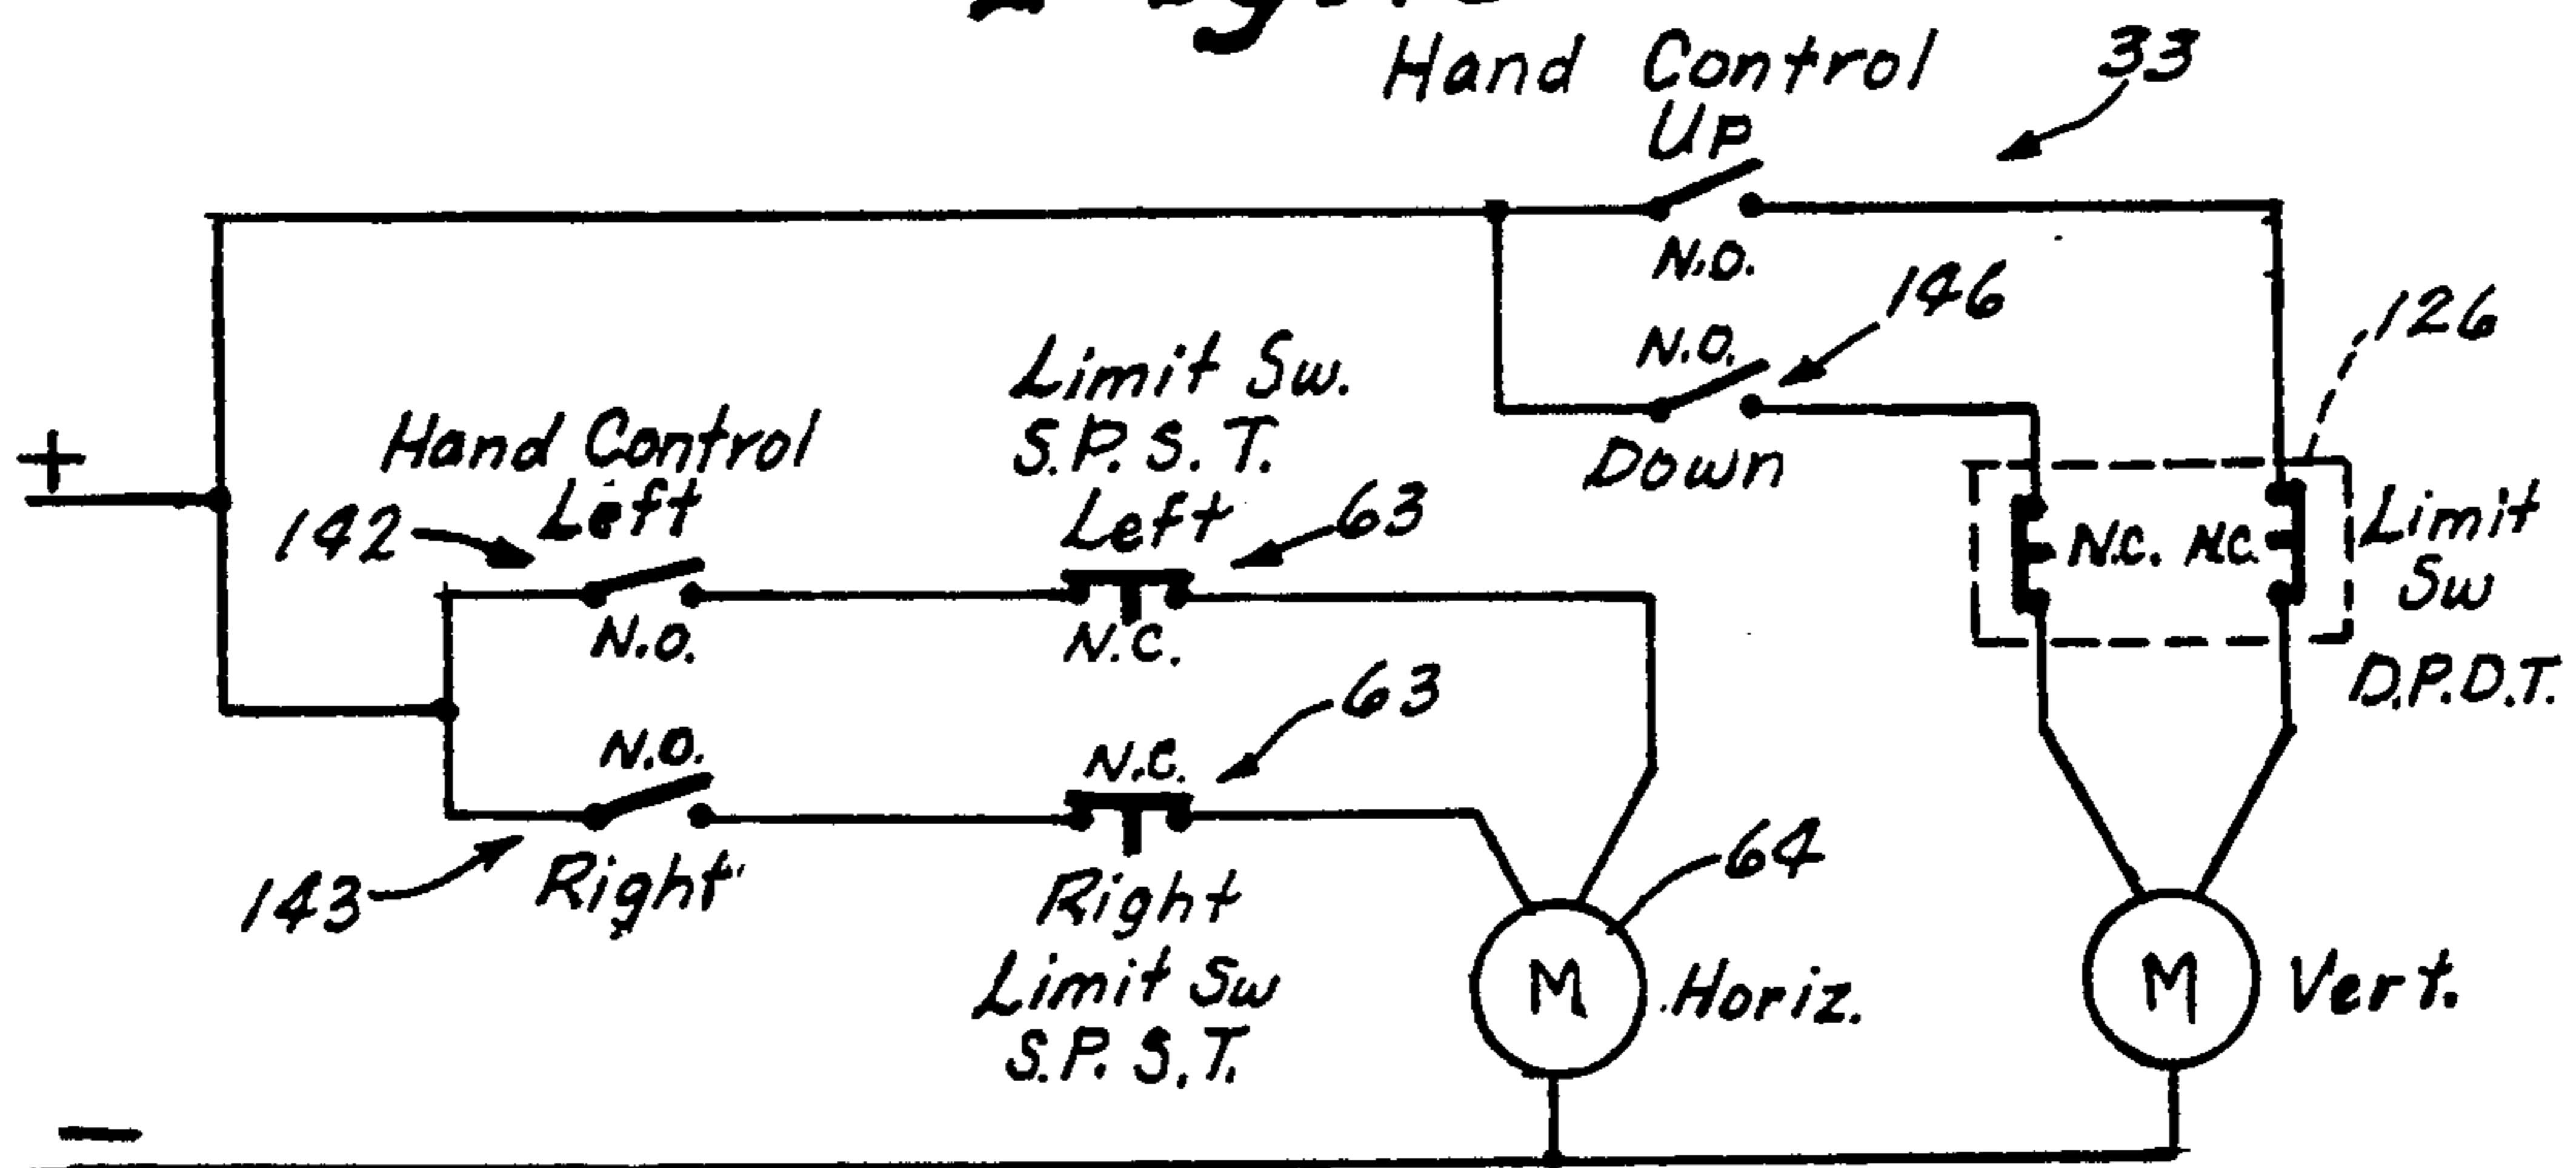 Hand Control
Up
33
N.O.
146
N.O.
Down
126
Limit Sw.
S.P.S.T.
Left
63
Hand Control
Left
142
+
N.O.
N.C.
N.C. N.C.
Limit
Sw
D.P.D.T.
N.O.
N.C.
63
143
Right
Right
Limit Sw
S.P.S.T.
64
M
Horiz.
M
Vert.
−